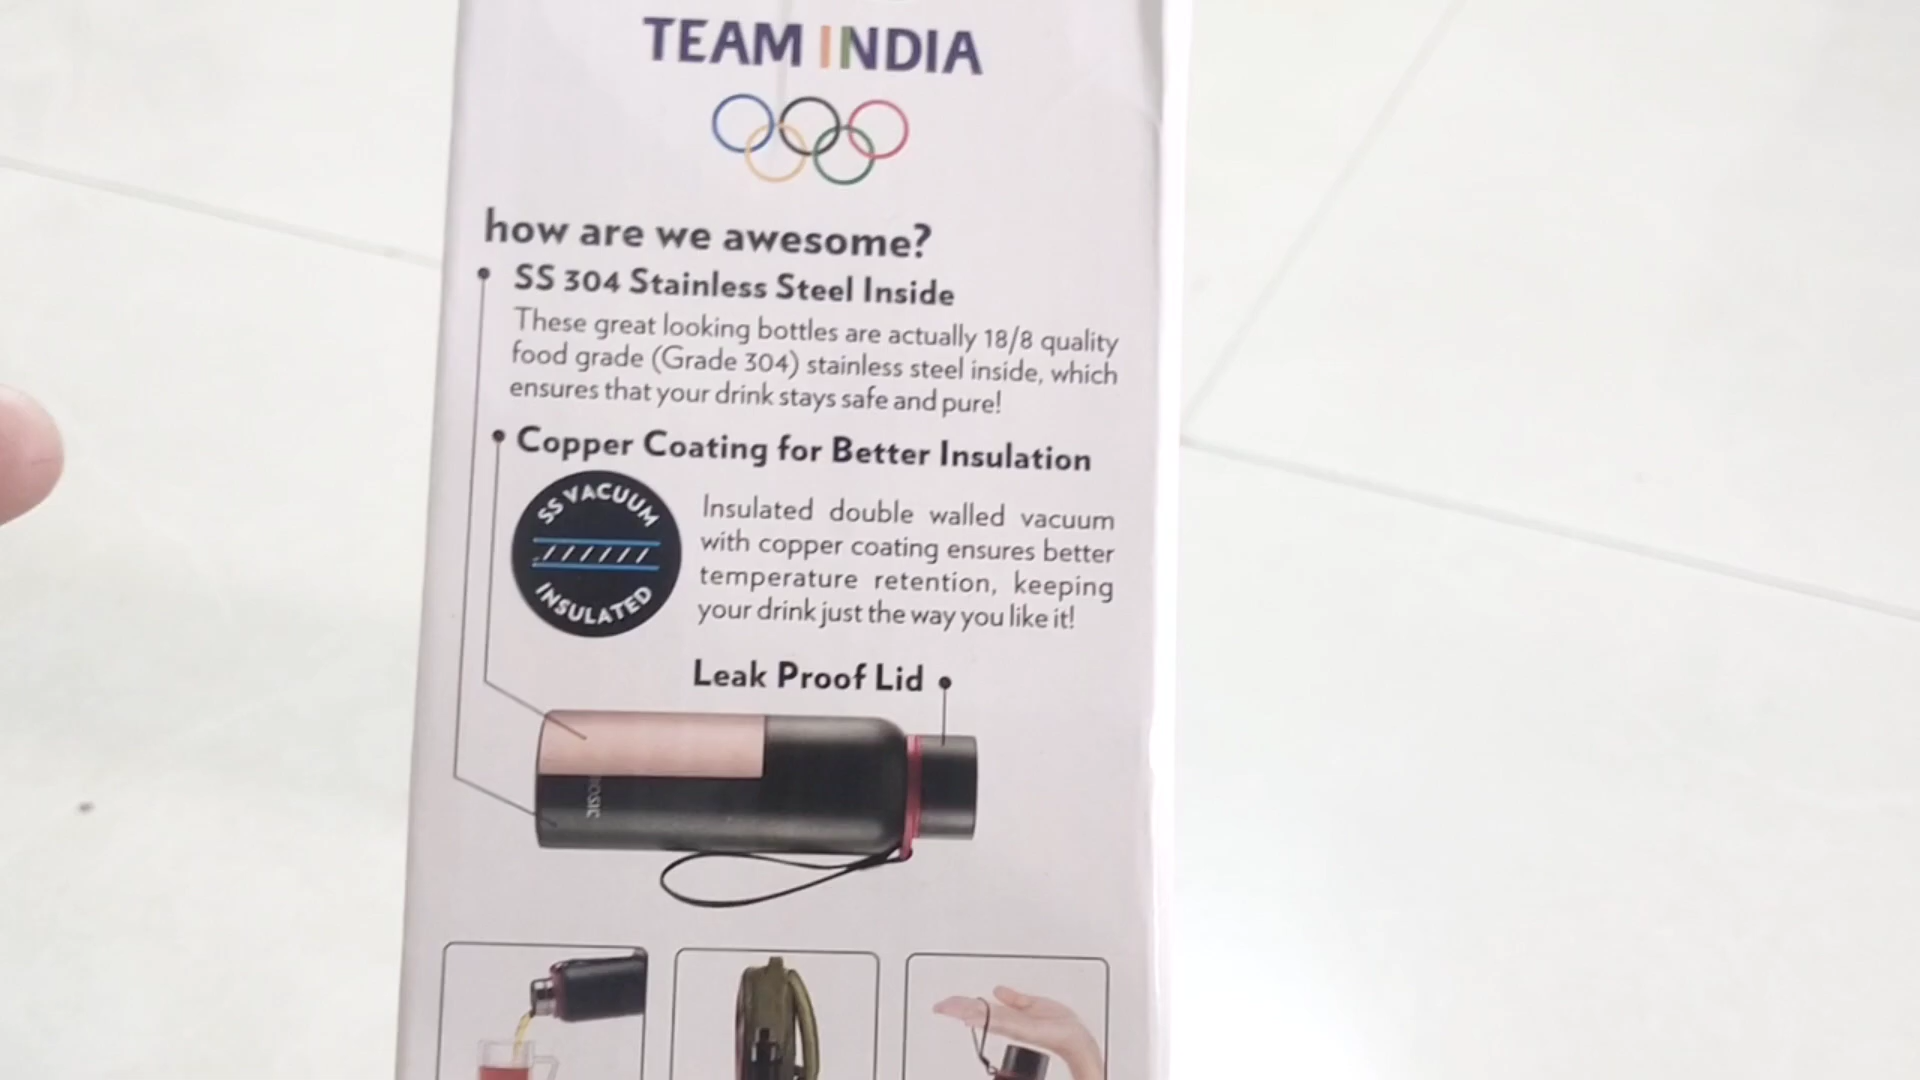 TEAM INDIA
how are we awesome?
SS 304 Stainless Steel Inside
These great looking bottles are actually 18/8 quality
food grade (Grade 304) stainless steel inside, which
ensures that your drink stays safe and pure!
Copper Coating for Better Insulation
SS VACUUM
INSULATED
Insulated double walled vacuum
with copper coating ensures better
temperature retention, keeping
your drink just the way you like it!
Leak Proof Lid